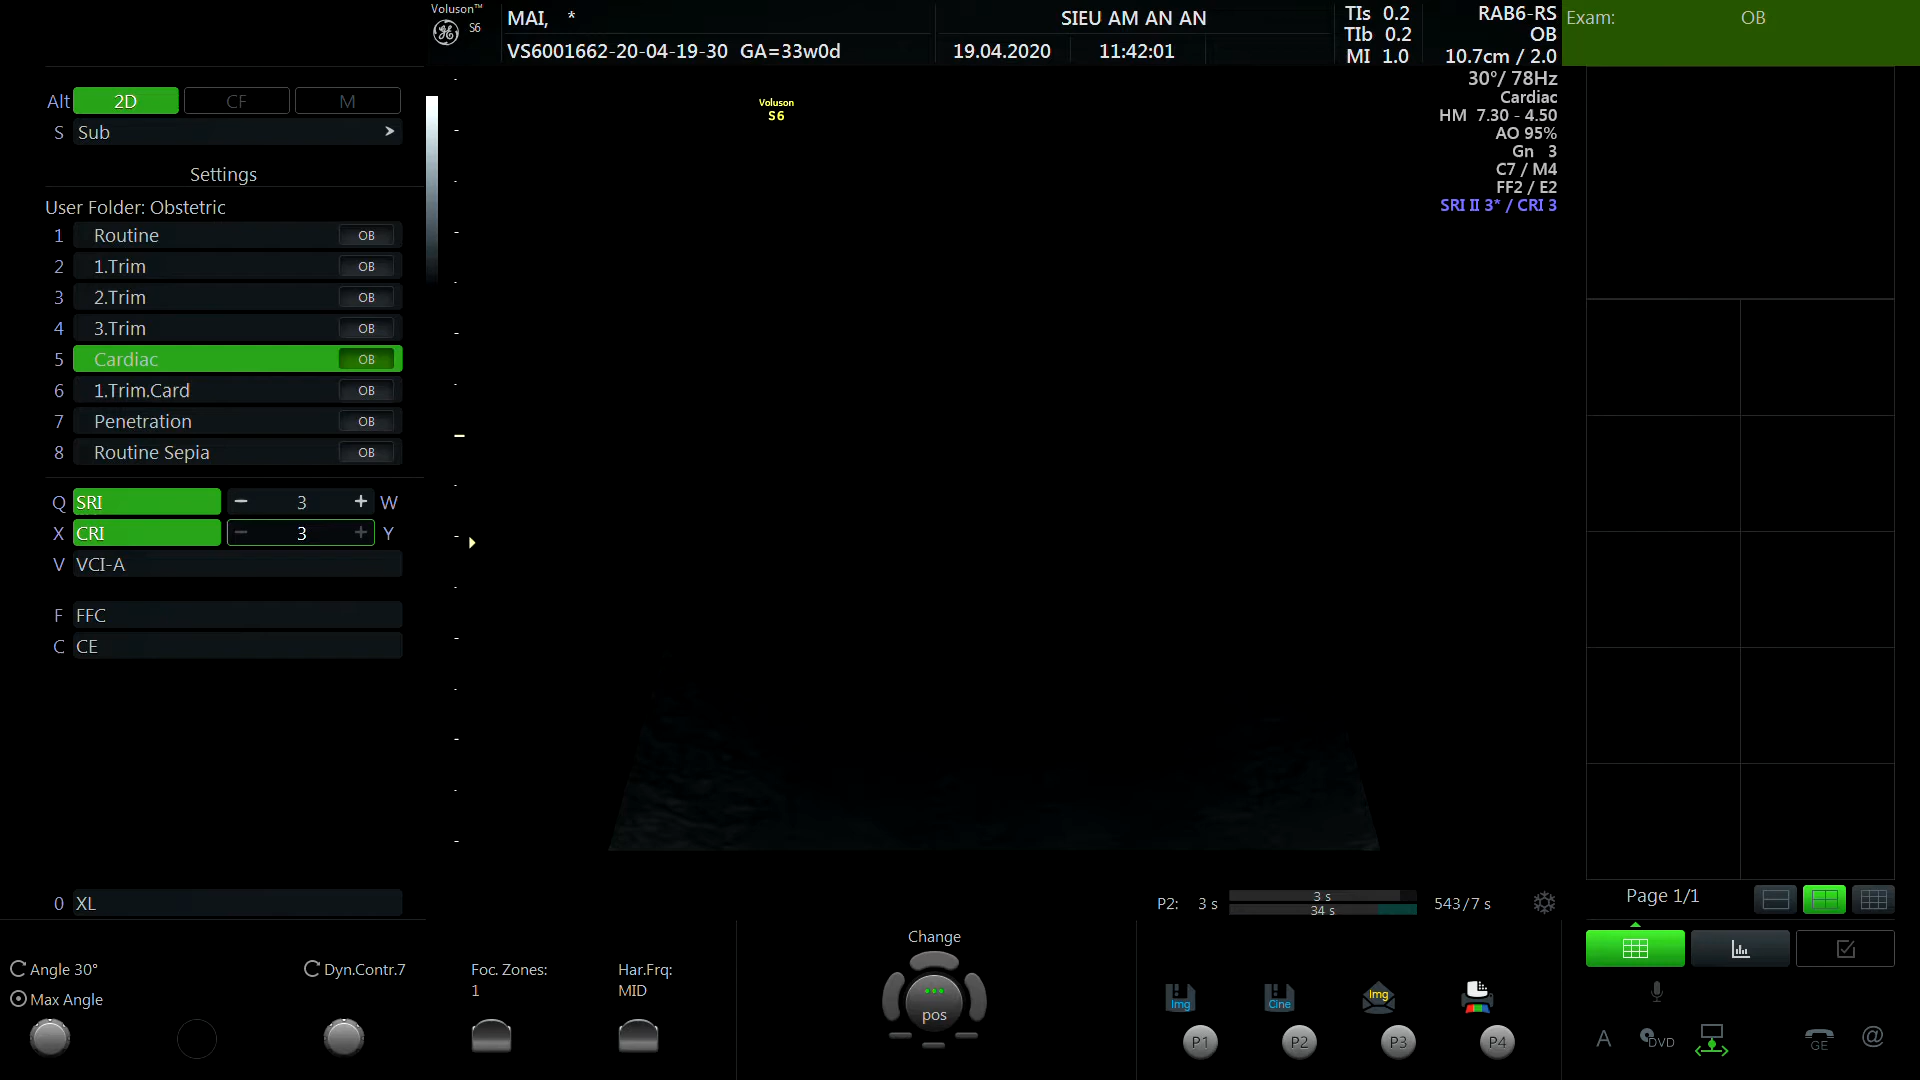 Voluson™
S6
MAI, *
SIEU AM AN AN
VS6001662-20-04-19-30 GA=33w0d
19.04.2020
11:42:01
TIs 0.2
TIb 0.2
MI 1.0
RAB6-RS
OB
10.7cm / 2.0
Exam: OB
30°/ 78Hz
Cardiac
HM 7.30 - 4.50
AO 95%
Gn 3
C7 / M4
FF2 / E2
SRI II 3* / CRI 3
Voluson
S6
Alt 2D CF M
S Sub >
Settings
User Folder: Obstetric
1 Routine OB
2 1.Trim OB
3 2.Trim OB
4 3.Trim OB
5 Cardiac OB
6 1.Trim.Card OB
7 Penetration OB
8 Routine Sepia OB
Q SRI − 3 + W
X CRI − 3 + Y
V VCI-A
F FFC
C CE
0 XL
P2: 3 s
3 s
34 s
543/7 s
Page 1/1
Angle 30°
Max Angle
Dyn.Contr.7
Foc. Zones:
1
Har.Frq:
MID
Change
pos
Img
Cine
Img
P1
P2
P3
P4
A
DVD
GE
@